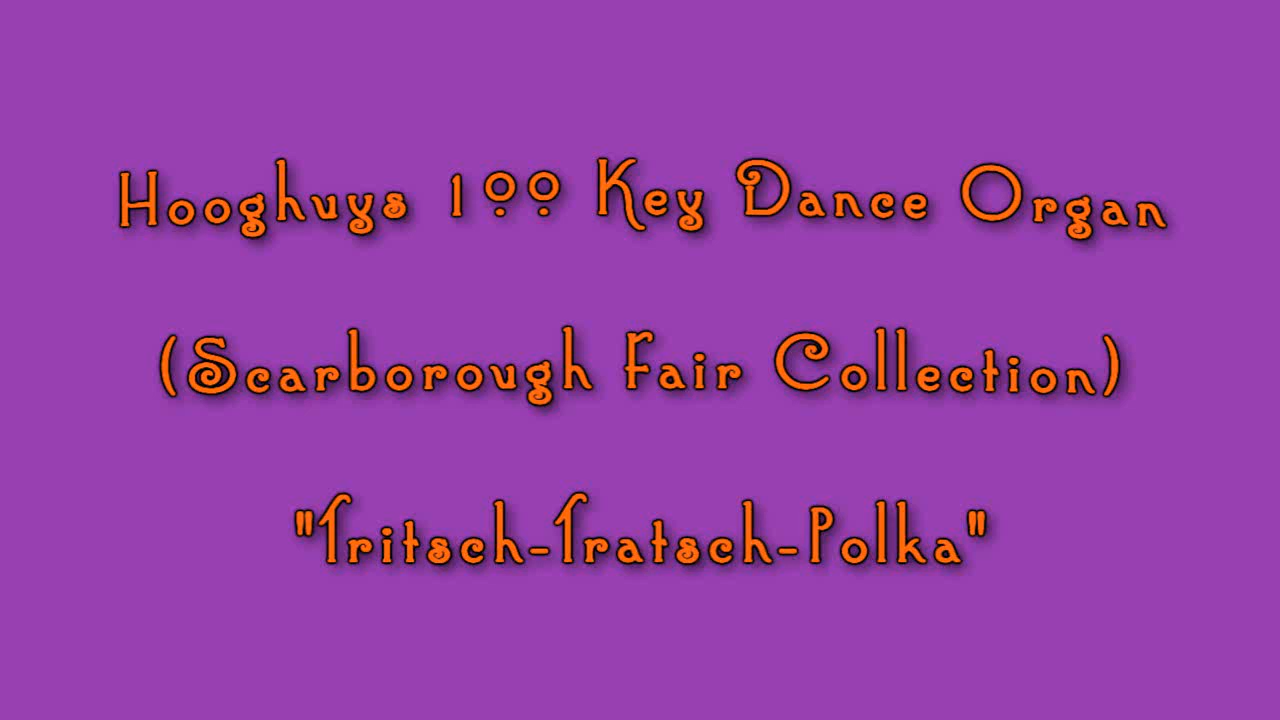 Hooghuys 100 Key Dance Organ
(Scarborough Fair Collection)
"Tritsch-Tratsch-Polka"